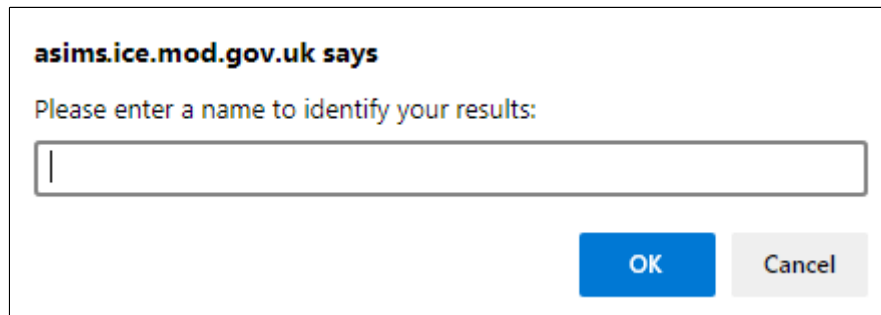 asims.ice.mod.gov.uk says
Please enter a name to identify your results:
OK
Cancel